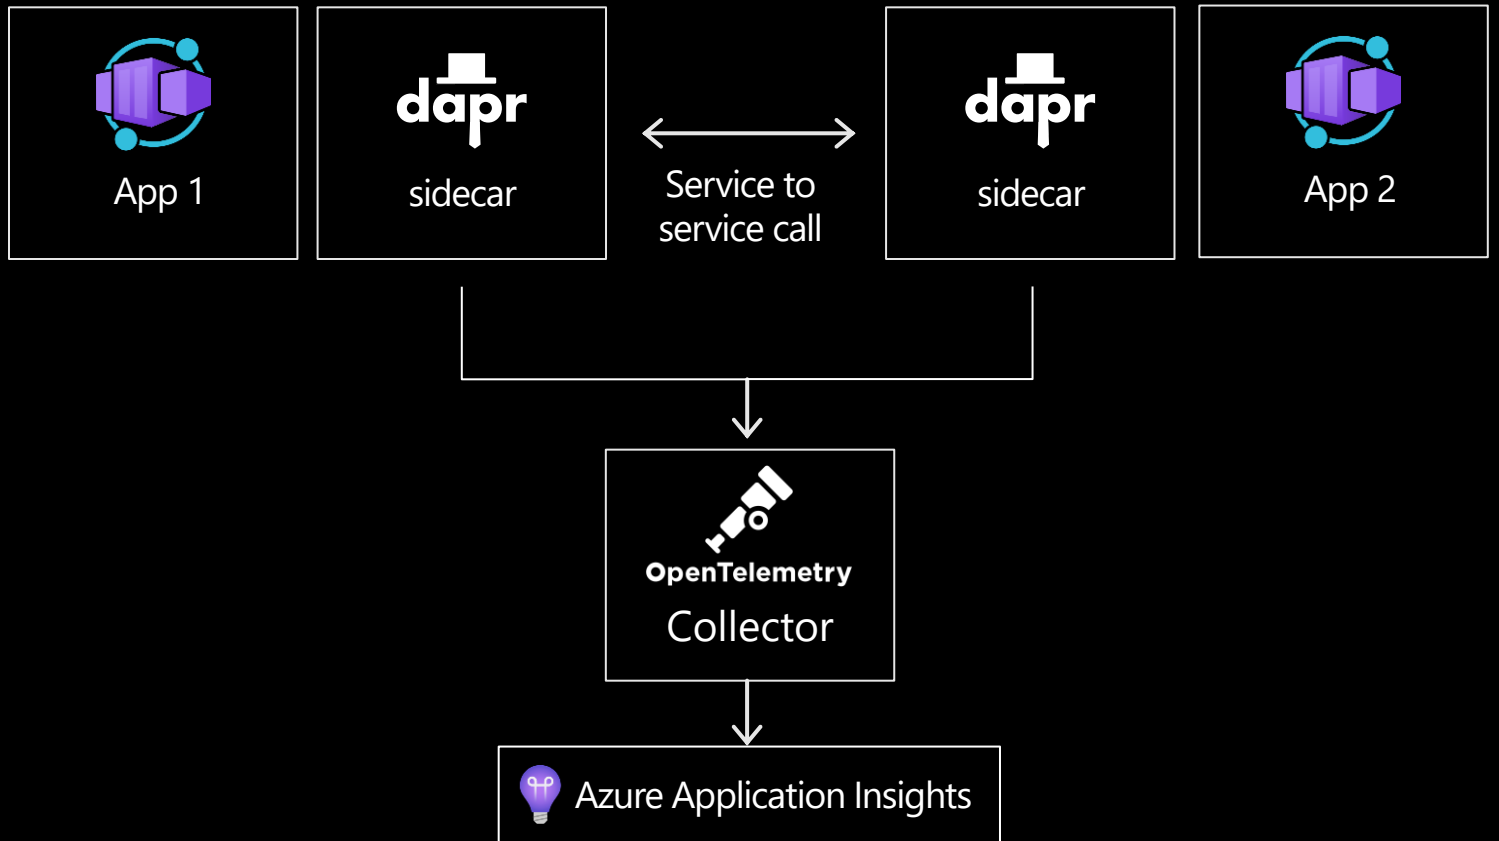 dapr
dapr
App 1
sidecar
Service to
service call
sidecar
App 2
OpenTelemetry
Collector
Azure Application Insights